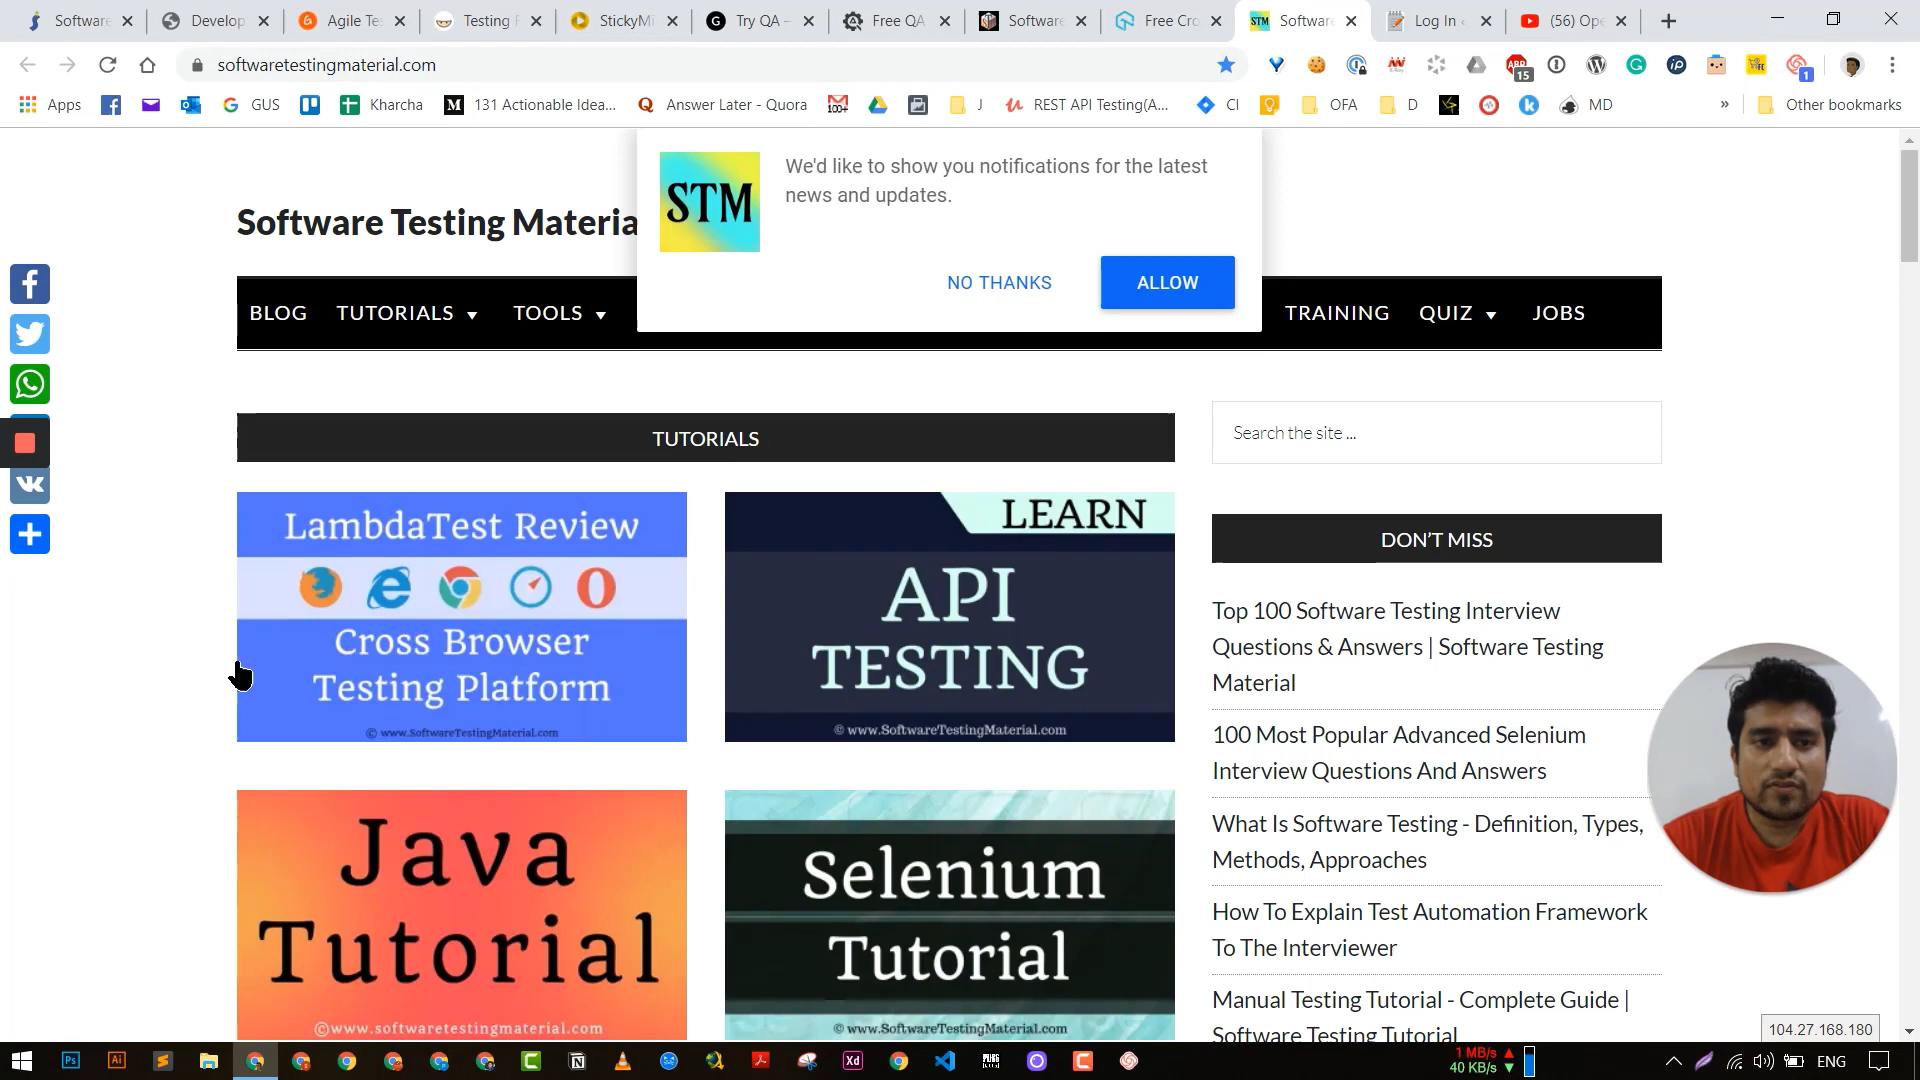 Software
Develop
Agile Te
Testing F
StickyMi
Try QA –
Free QA
Software
Free Cro
Software
Log In ‹
(56) Ope
softwaretestingmaterial.com
15
1
Apps
GUS
Kharcha
131 Actionable Idea...
Answer Later - Quora
100+
J
REST API Testing(A...
CI
OFA
D
MD
»
Other bookmarks
STM
We'd like to show you notifications for the latest
news and updates.
NO THANKS
ALLOW
Software Testing Materia
BLOG
TUTORIALS
TOOLS
TRAINING
QUIZ
JOBS
TUTORIALS
Search the site ...
LambdaTest Review
Cross Browser
Testing Platform
© www.SoftwareTestingMaterial.com
LEARN
API
TESTING
© www.SoftwareTestingMaterial.com
DON'T MISS
Top 100 Software Testing Interview
Questions & Answers | Software Testing
Material
100 Most Popular Advanced Selenium
Interview Questions And Answers
What Is Software Testing - Definition, Types,
Methods, Approaches
How To Explain Test Automation Framework
To The Interviewer
Manual Testing Tutorial - Complete Guide |
Software Testing Tutorial
Java
Tutorial
©www.softwaretestingmaterial.com
Selenium
Tutorial
© www.SoftwareTestingMaterial.com
104.27.168.180
1 MB/s
40 KB/s
ENG